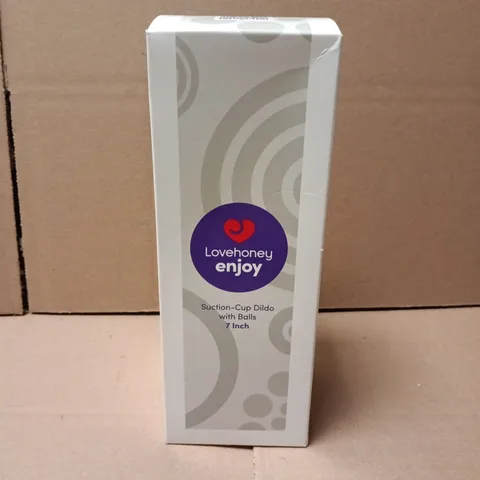 Lovehoney
enjoy
Suction-Cup Dildo
with Balls
7 Inch